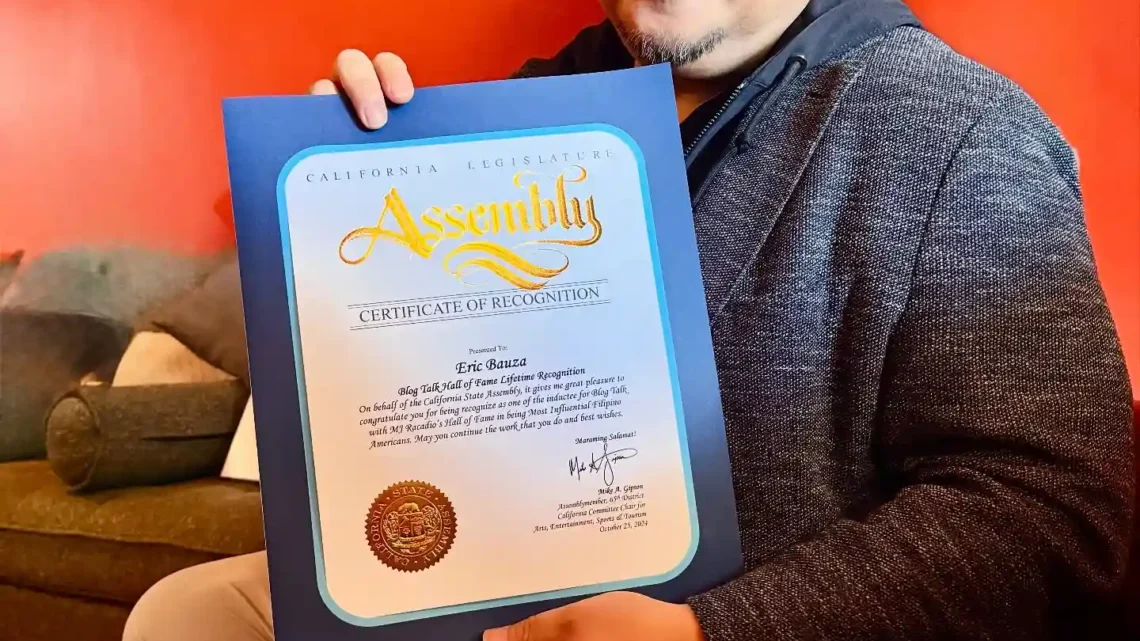 CALIFORNIA LEGISLATURE
Assembly
CERTIFICATE OF RECOGNITION
Presented To:
Eric Bauza
Blog Talk Hall of Fame Lifetime Recognition
On behalf of the California State Assembly, it gives me great pleasure to
congratulate you for being recognize as one of the inductee for Blog Talk
with MJ Racadio's Hall of Fame in being Most Influential Filipino
Americans. May you continue the work that you do and best wishes.
Maraming Salamat!
Mike A. Gipson
Assemblymember, 65th District
California Committee Chair for
Arts, Entertainment, Sports & Tourism
October 25, 2024
CALIFORNIA STATE ASSEMBLY